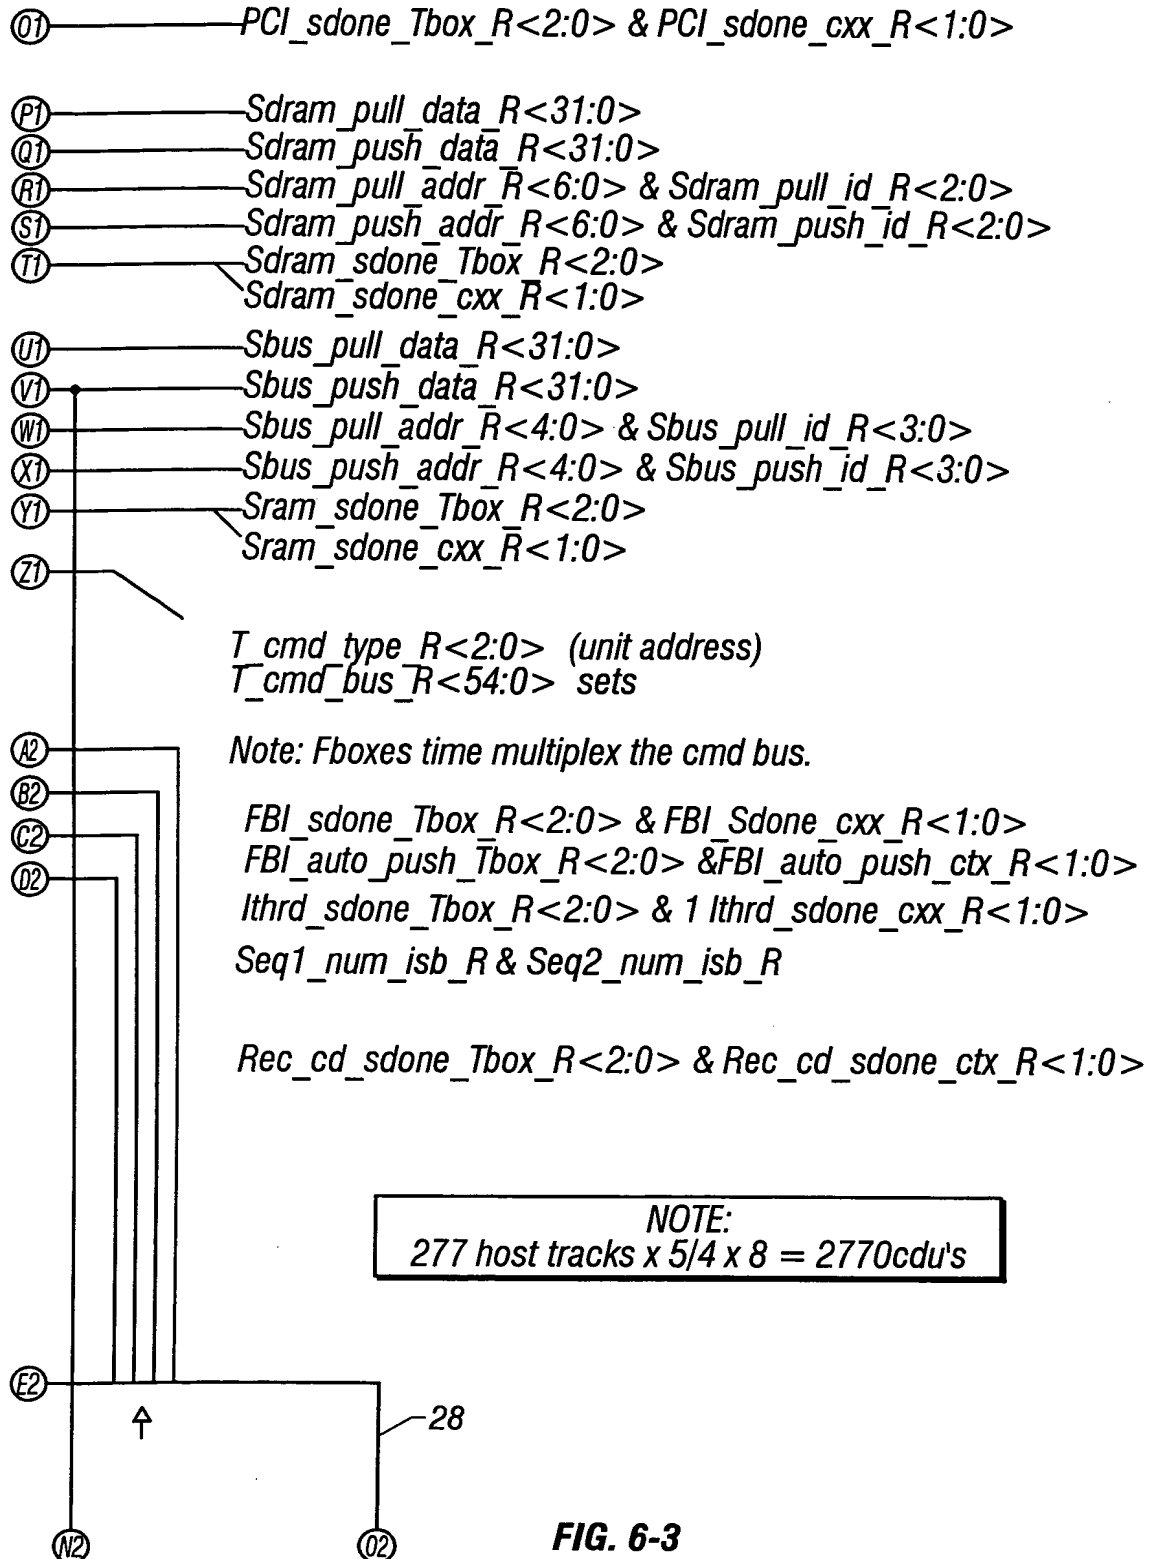 O1 PCI_sdone_Tbox_R<2:0> & PCI_sdone_cxx_R<1:0>
P1 Sdram_pull_data_R<31:0>
Q1 Sdram_push_data_R<31:0>
R1 Sdram_pull_addr_R<6:0> & Sdram_pull_id_R<2:0>
S1 Sdram_push_addr_R<6:0> & Sdram_push_id_R<2:0>
T1 Sdram_sdone_Tbox_R<2:0>
Sdram_sdone_cxx_R<1:0>
U1 Sbus_pull_data_R<31:0>
V1 Sbus_push_data_R<31:0>
W1 Sbus_pull_addr_R<4:0> & Sbus_pull_id_R<3:0>
X1 Sbus_push_addr_R<4:0> & Sbus_push_id_R<3:0>
Y1 Sram_sdone_Tbox_R<2:0>
Sram_sdone_cxx_R<1:0>
Z1
T_cmd_type_R<2:0> (unit address)
T_cmd_bus_R<54:0> sets
A2 Note: Fboxes time multiplex the cmd bus.
B2
FBI_sdone_Tbox_R<2:0> & FBI_Sdone_cxx_R<1:0>
C2
FBI_auto_push_Tbox_R<2:0> &FBI_auto_push_ctx_R<1:0>
D2
Ithrd_sdone_Tbox_R<2:0> & 1 Ithrd_sdone_cxx_R<1:0>
Seq1_num_isb_R & Seq2_num_isb_R
Rec_cd_sdone_Tbox_R<2:0> & Rec_cd_sdone_ctx_R<1:0>
NOTE:
277 host tracks x 5/4 x 8 = 2770cdu's
E2
28
N2 O2
FIG. 6-3